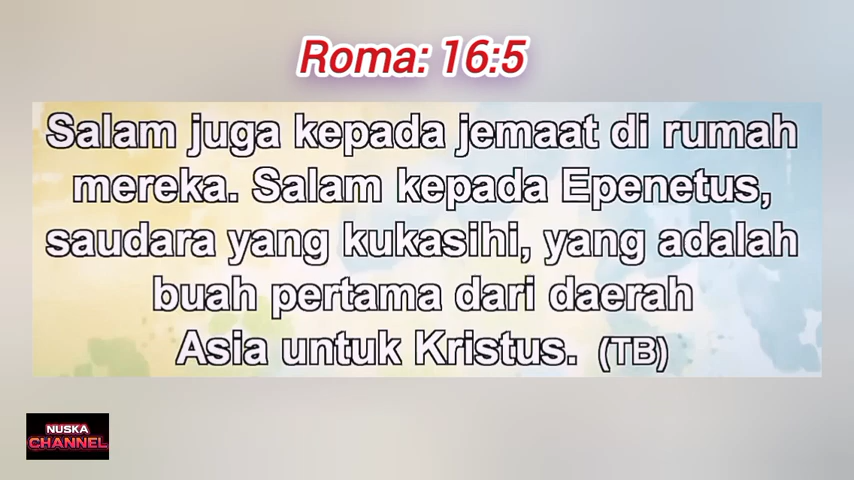 Roma: 16:5
Salam juga kepada jemaat di rumah
mereka. Salam kepada Epenetus,
saudara yang kukasihi, yang adalah
buah pertama dari daerah
Asia untuk Kristus. (TB)
NUSKA
CHANNEL